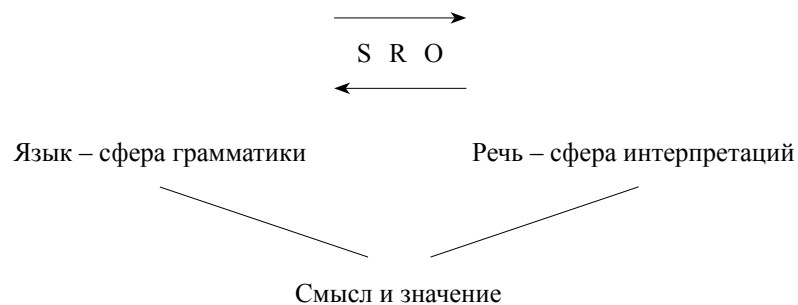 S R O
Язык – сфера грамматики
Речь – сфера интерпретаций
Смысл и значение